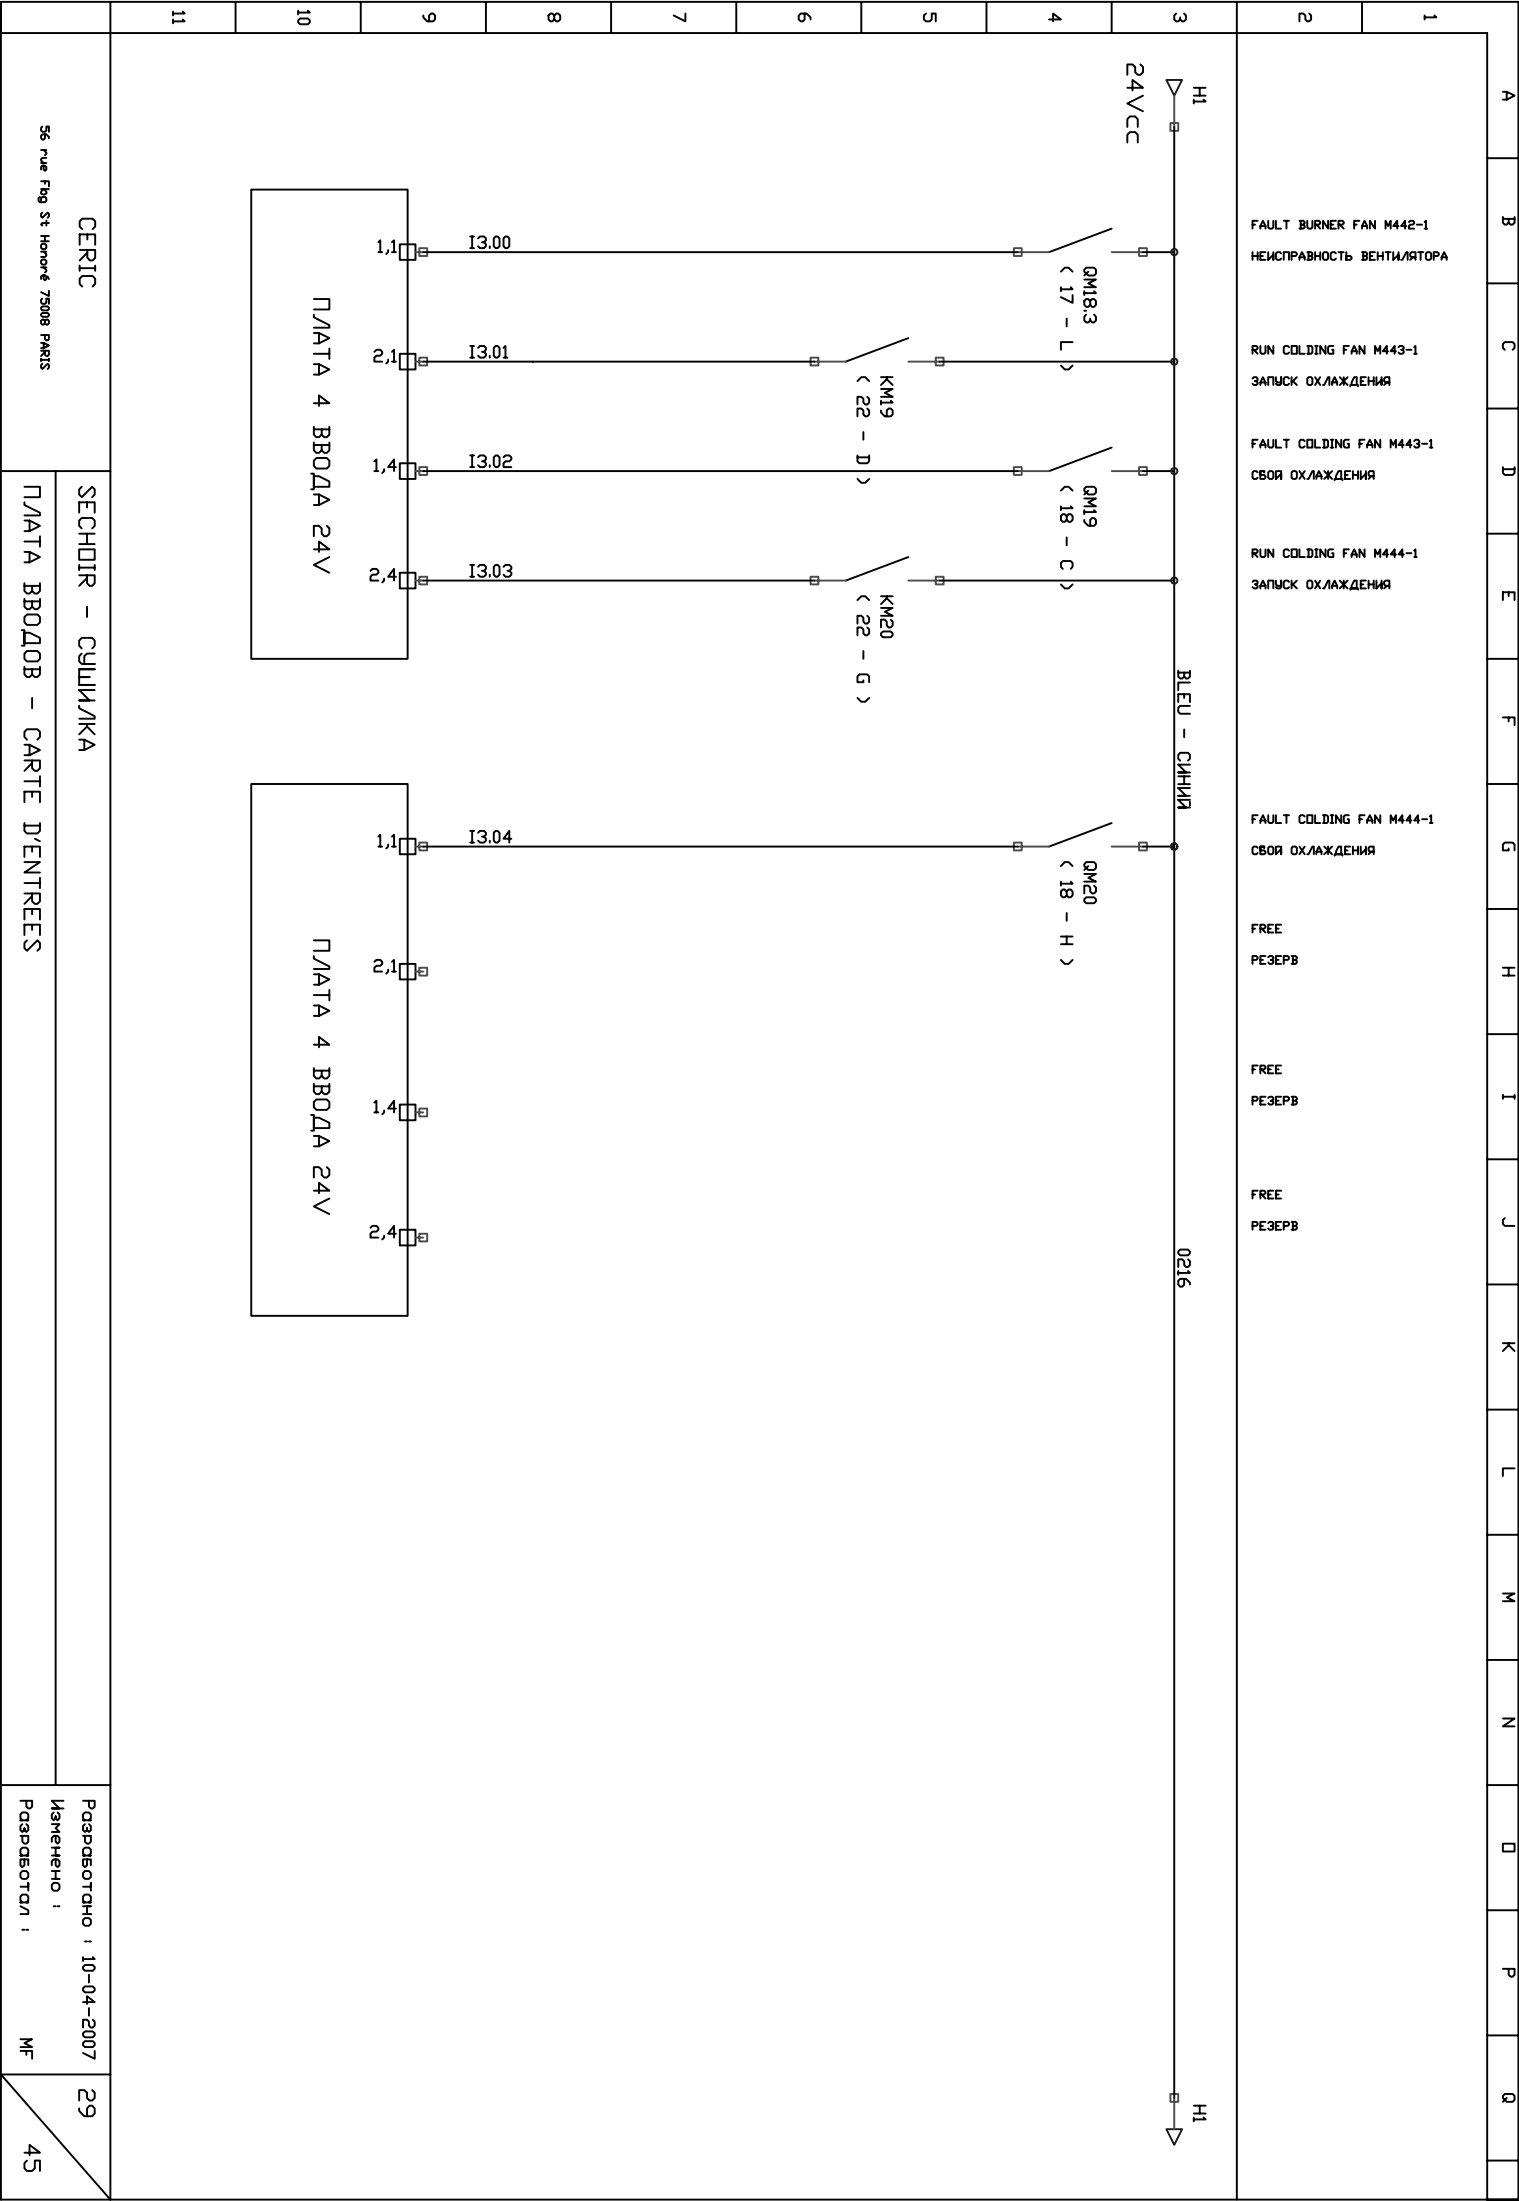 A B C D E F G H I J K L M N O P Q
1
2
3
4
5
6
7
8
9
10
11
FAULT BURNER FAN M442-1
НЕИСПРАВНОСТЬ ВЕНТИЛЯТОРА
RUN COLDING FAN M443-1
ЗАПУСК ОХЛАЖДЕНИЯ
FAULT COLDING FAN M443-1
СБОЙ ОХЛАЖДЕНИЯ
RUN COLDING FAN M444-1
ЗАПУСК ОХЛАЖДЕНИЯ
FAULT COLDING FAN M444-1
СБОЙ ОХЛАЖДЕНИЯ
FREE
РЕЗЕРВ
FREE
РЕЗЕРВ
FREE
РЕЗЕРВ
H1
24Vcc
BLEU - СИНИЙ
0216
H1
QM18.3
( 17 - L )
QM19
( 18 - C )
QM20
( 18 - H )
KM19
( 22 - D )
KM20
( 22 - G )
I3.00
I3.01
I3.02
I3.03
I3.04
1,1
2,1
1,4
2,4
1,1
2,1
1,4
2,4
ПЛАТА 4 ВВОДА 24V
ПЛАТА 4 ВВОДА 24V
CERIC
56 rue Fbg St Honoré 75008 PARIS
SECHOIR - СУШИЛКА
ПЛАТА ВВОДОВ - CARTE D'ENTREES
Разработано : 10-04-2007
Изменено :
Разработал : MF
29
45